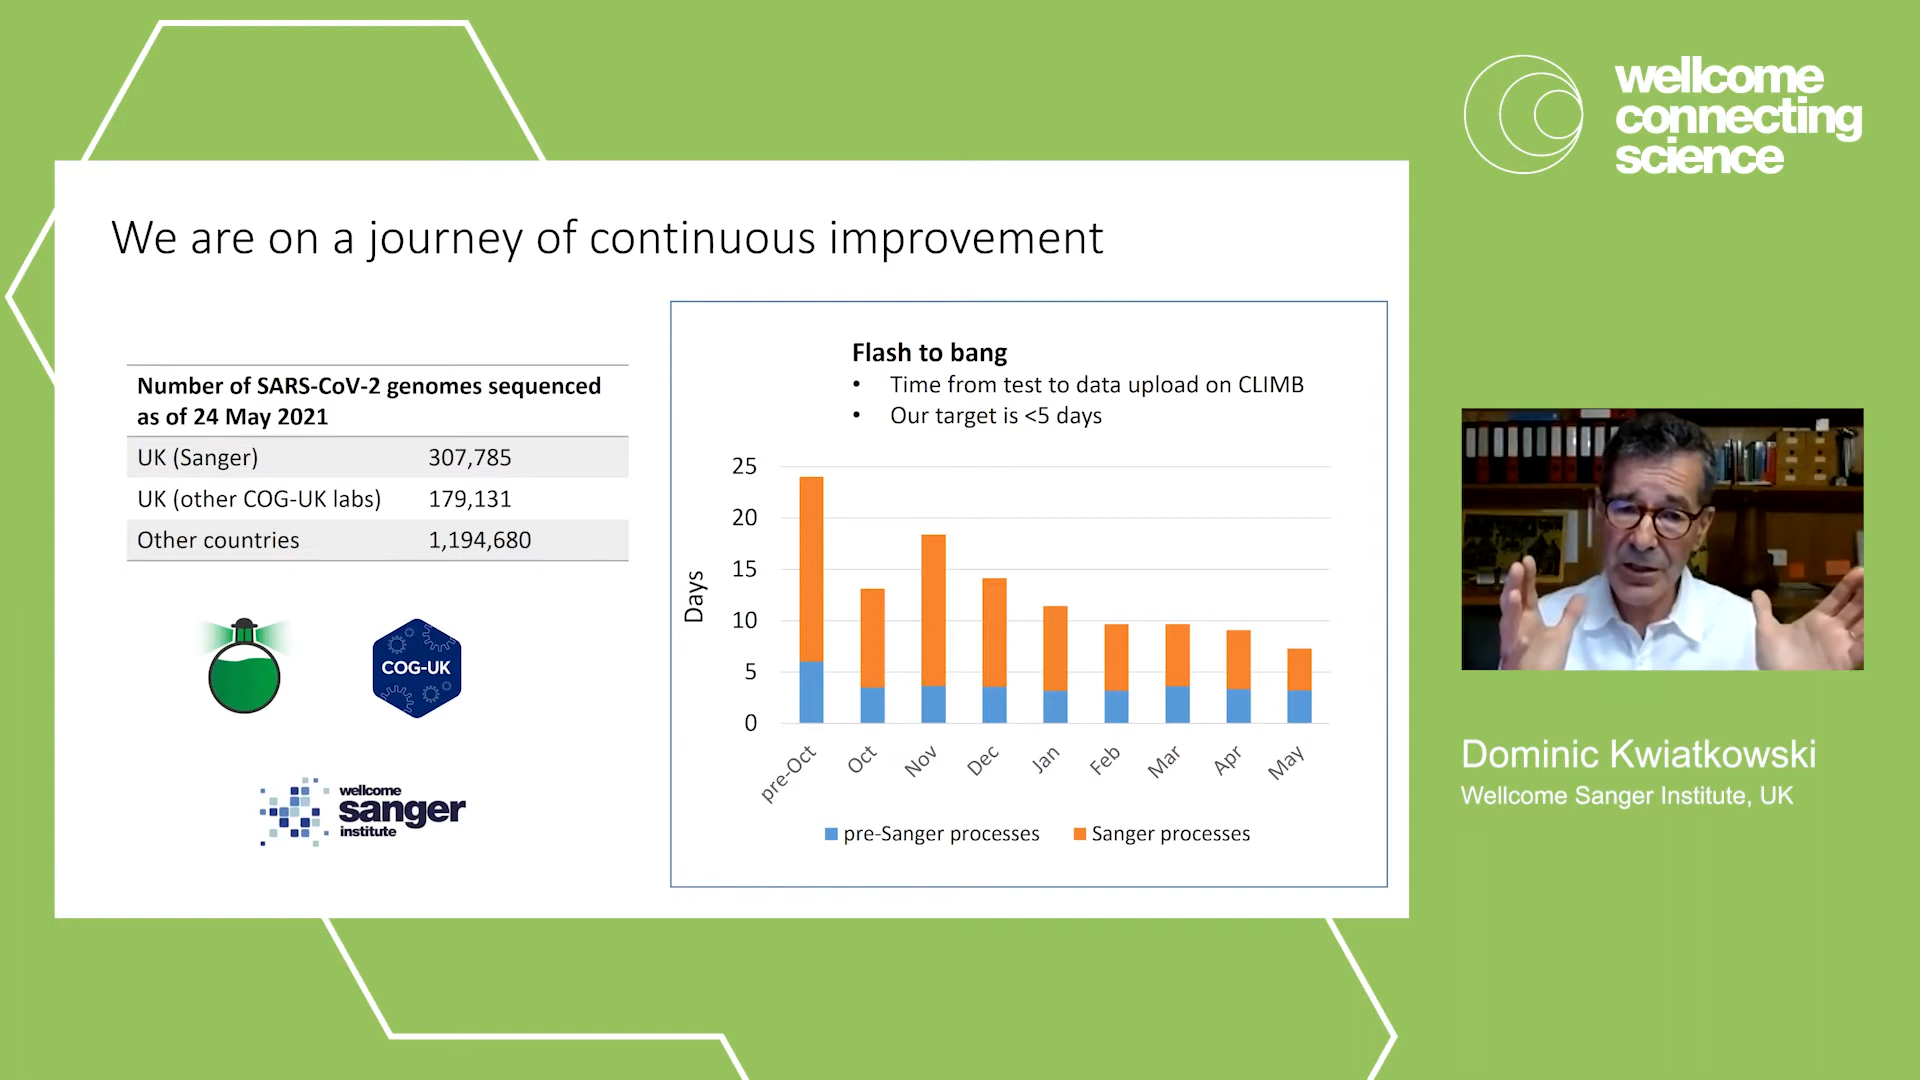 wellcome
connecting
science
We are on a journey of continuous improvement
Number of SARS-CoV-2 genomes sequenced
as of 24 May 2021
UK (Sanger) 307,785
UK (other COG-UK labs) 179,131
Other countries 1,194,680
COG-UK
wellcome
sanger
institute
Flash to bang
• Time from test to data upload on CLIMB
• Our target is <5 days
Days
25
20
15
10
5
0
pre-Oct Oct Nov Dec Jan Feb Mar Apr May
pre-Sanger processes Sanger processes
Dominic Kwiatkowski
Wellcome Sanger Institute, UK